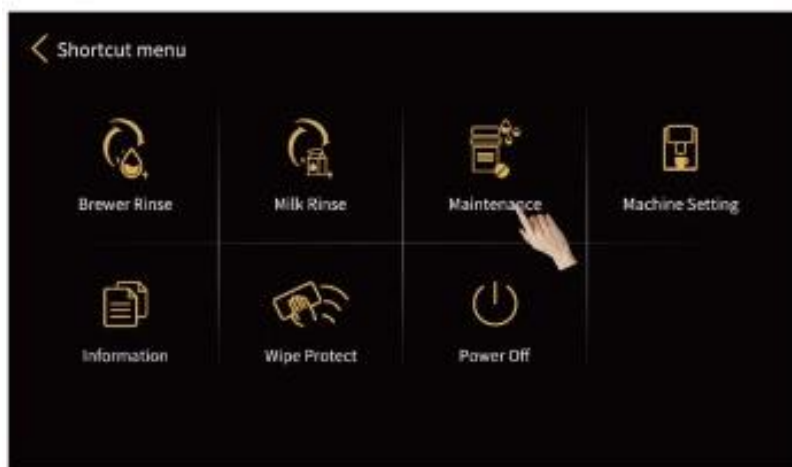 Shortcut menu
Brewer Rinse
Milk Rinse
Maintenance
Machine Setting
Information
Wipe Protect
Power Off